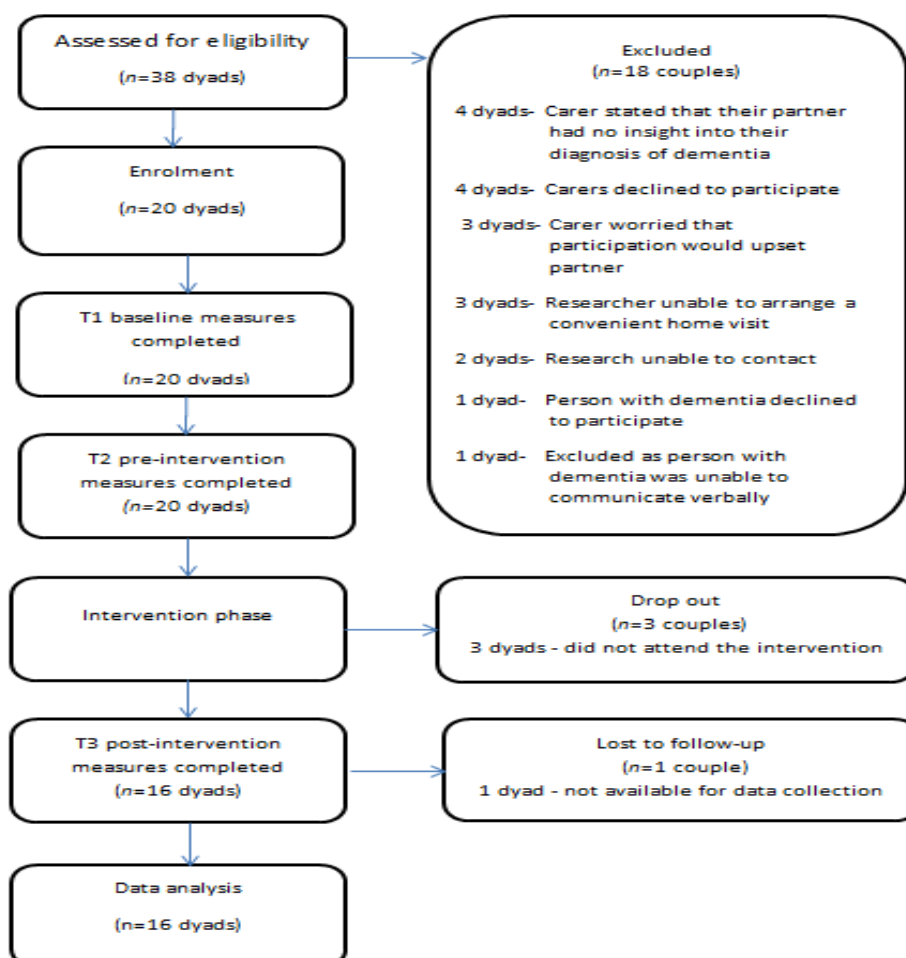 Assessed for eligibility
(n=38 dyads)
Excluded
(n=18 couples)
4 dyads- Carer stated that their partner
had no insight into their
diagnosis of dementia
4 dyads- Carers declined to participate
3 dyads- Carer worried that
participation would upset
partner
3 dyads- Researcher unable to arrange a
convenient home visit
2 dyads- Research unable to contact
1 dyad- Person with dementia declined
to participate
1 dyad- Excluded as person with
dementia was unable to
communicate verbally
Enrolment
(n=20 dyads)
T1 baseline measures
completed
(n=20 dyads)
T2 pre-intervention
measures completed
(n=20 dyads)
Intervention phase
Drop out
(n=3 couples)
3 dyads - did not attend the intervention
T3 post-intervention
measures completed
(n=16 dyads)
Lost to follow-up
(n=1 couple)
1 dyad - not available for data collection
Data analysis
(n=16 dyads)